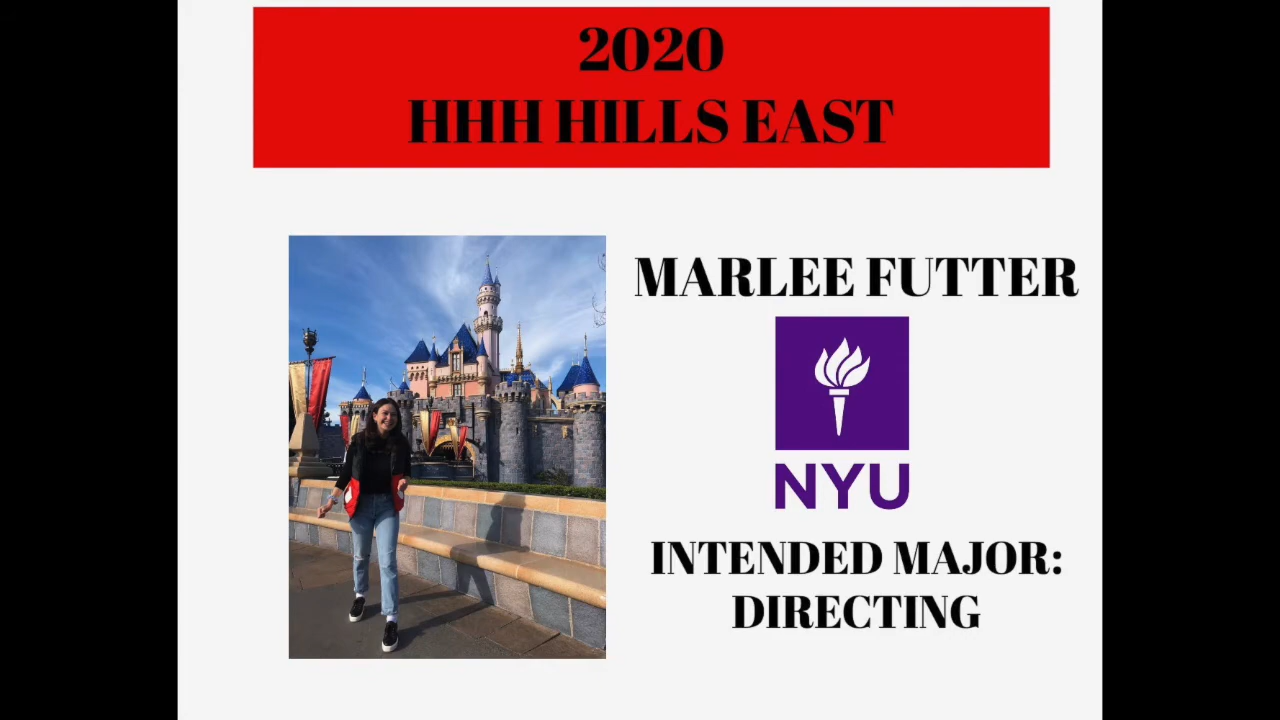 2020
HHH HILLS EAST
MARLEE FUTTER
NYU
INTENDED MAJOR:
DIRECTING